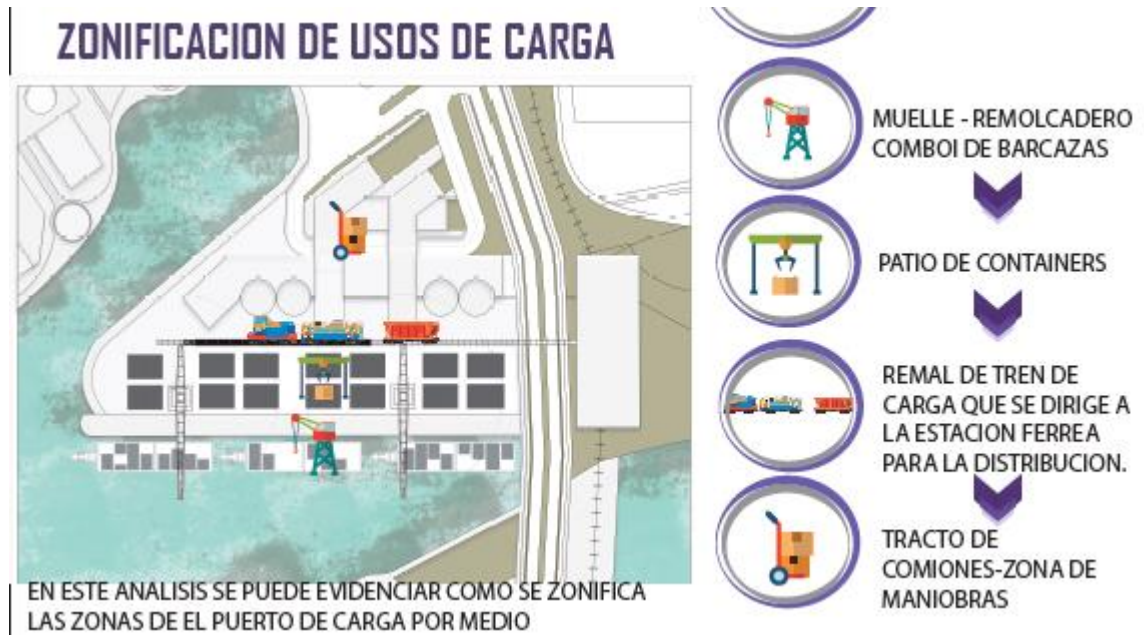 ZONIFICACION DE USOS DE CARGA
MUELLE - REMOLCADERO
COMBOI DE BARCAZAS
PATIO DE CONTAINERS
REMAL DE TREN DE
CARGA QUE SE DIRIGE A
LA ESTACION FERREA
PARA LA DISTRIBUCION.
TRACTO DE
COMIONES-ZONA DE
MANIOBRAS
EN ESTE ANALISIS SE PUEDE EVIDENCIAR COMO SE ZONIFICA
LAS ZONAS DE EL PUERTO DE CARGA POR MEDIO